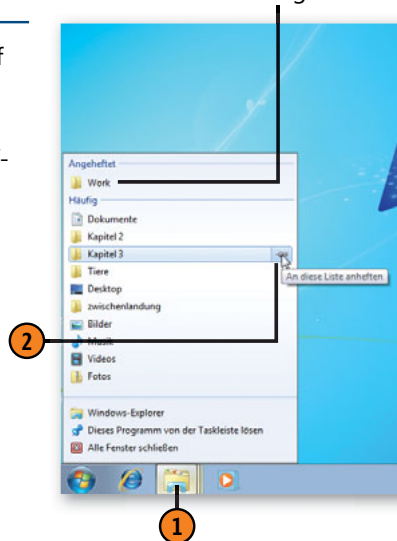 f
-
Angeheftet
Work
Häufig
Dokumente
Kapitel 2
Kapitel 3
An diese Liste anheften
Tiere
Desktop
zwischenlandung
Bilder
2
Musik
Videos
Fotos
Windows-Explorer
Dieses Programm von der Taskleiste lösen
Alle Fenster schließen
1